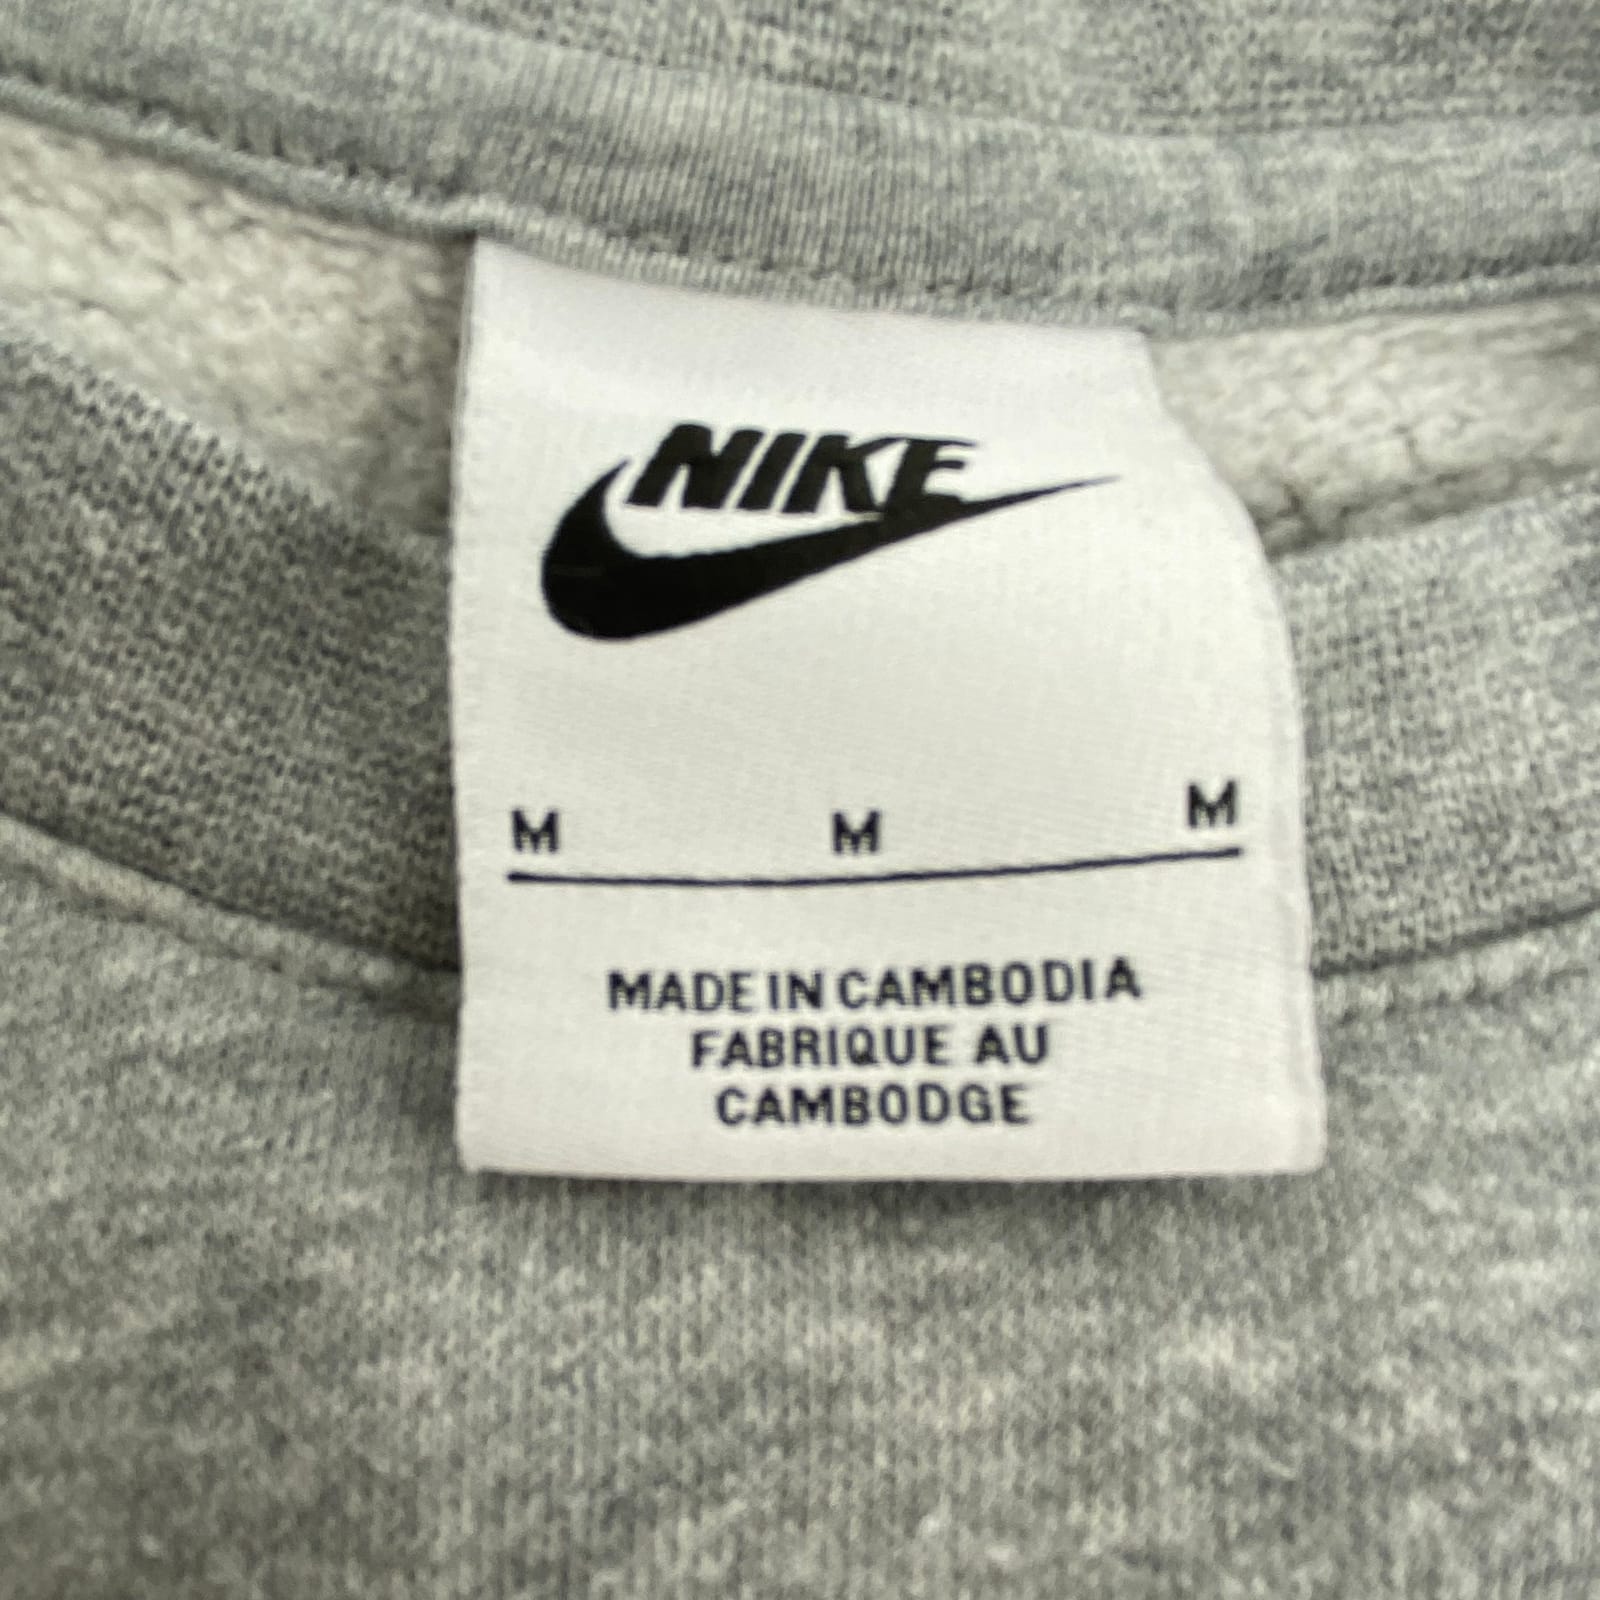 NIKE
M M M
MADE IN CAMBODIA
FABRIQUE AU
CAMBODGE